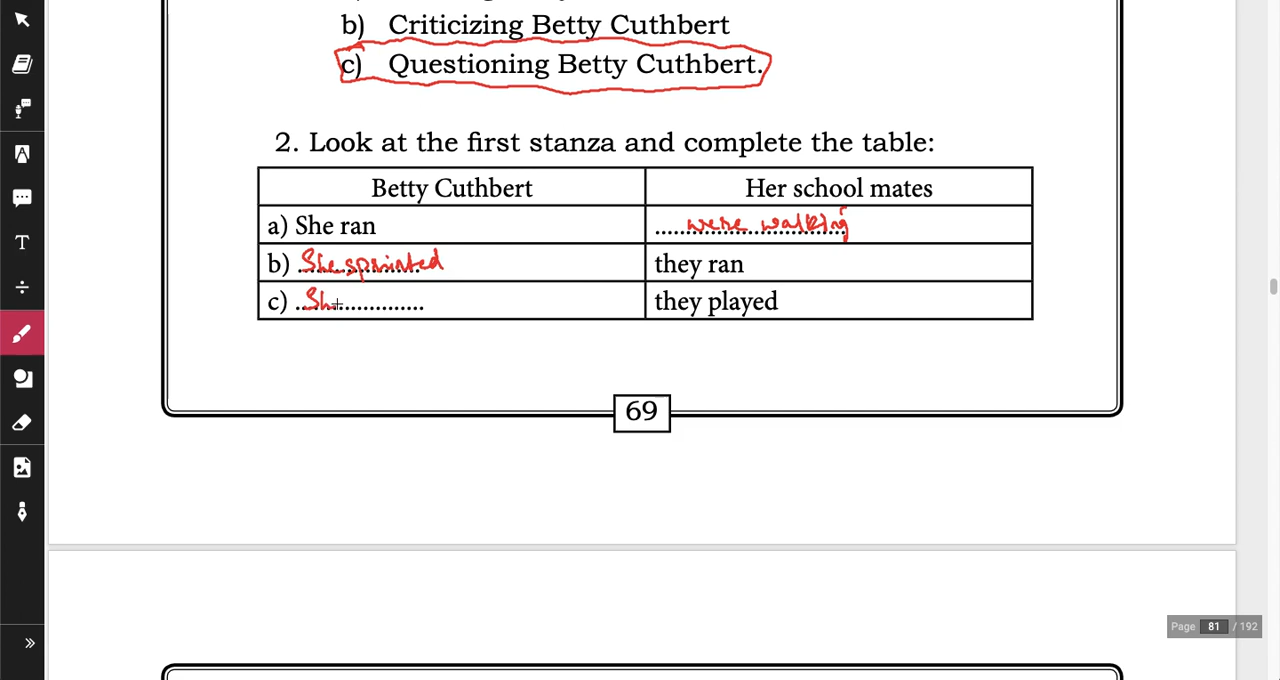 b) Criticizing Betty Cuthbert
c) Questioning Betty Cuthbert.
2. Look at the first stanza and complete the table:
Betty Cuthbert Her school mates
a) She ran .....were walking
b) She sprinted they ran
c) ..Sh................ they played
69
Page 81 / 192